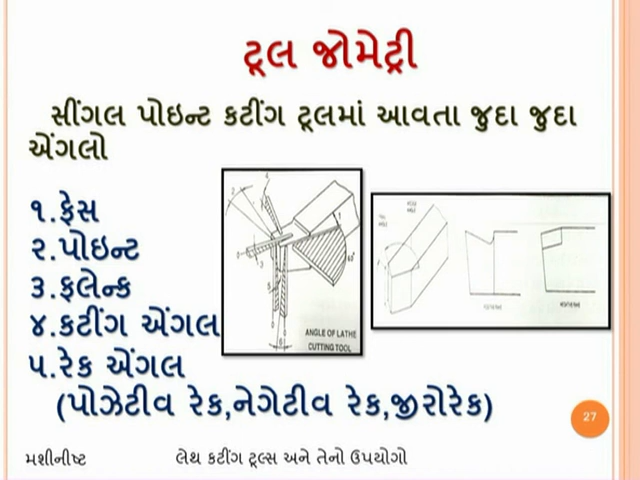 ટૂલ જોમેટ્રી
સીંગલ પોઇન્ટ કટીંગ ટૂલમાં આવતા જુદા જુદા
એંગલો
૧.ફેસ
૨.પોઇન્ટ
૩.ફલેન્ક
૪.કટીંગ એંગલ
૫.રેક એંગલ
(પોઝેટીવ રેક,નેગેટીવ રેક,જીરોરેક)
ANGLE OF LATHE
CUTTING TOOL
27
મશીનીષ્ટ
લેથ કટીંગ ટૂલ્સ અને તેનો ઉપયોગો